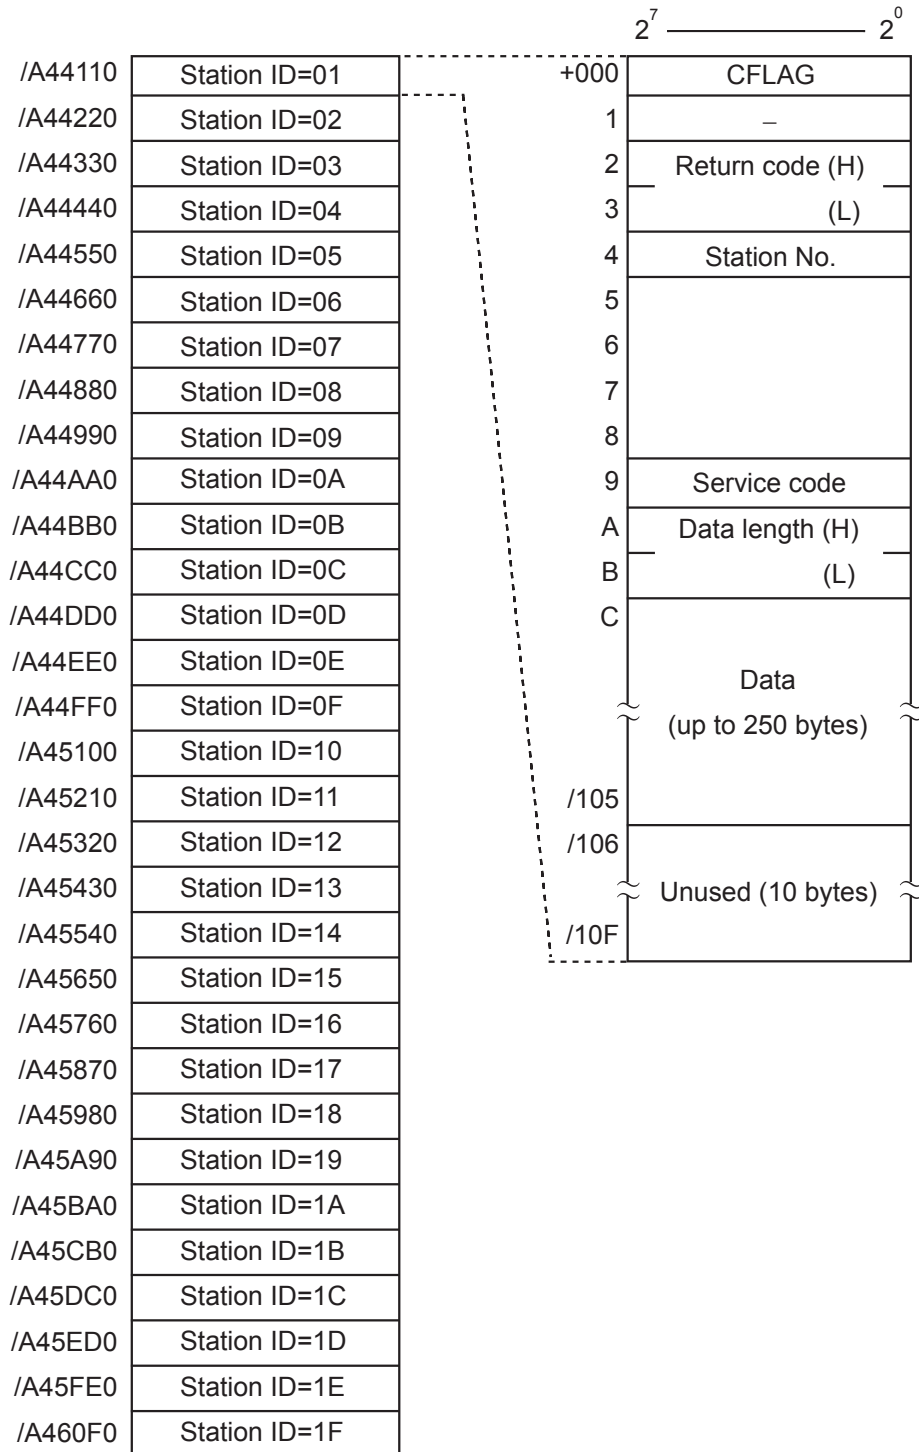 /A44110 Station ID=01
/A44220 Station ID=02
/A44330 Station ID=03
/A44440 Station ID=04
/A44550 Station ID=05
/A44660 Station ID=06
/A44770 Station ID=07
/A44880 Station ID=08
/A44990 Station ID=09
/A44AA0 Station ID=0A
/A44BB0 Station ID=0B
/A44CC0 Station ID=0C
/A44DD0 Station ID=0D
/A44EE0 Station ID=0E
/A44FF0 Station ID=0F
/A45100 Station ID=10
/A45210 Station ID=11
/A45320 Station ID=12
/A45430 Station ID=13
/A45540 Station ID=14
/A45650 Station ID=15
/A45760 Station ID=16
/A45870 Station ID=17
/A45980 Station ID=18
/A45A90 Station ID=19
/A45BA0 Station ID=1A
/A45CB0 Station ID=1B
/A45DC0 Station ID=1C
/A45ED0 Station ID=1D
/A45FE0 Station ID=1E
/A460F0 Station ID=1F
2⁷ 2⁰
+000 CFLAG
1 –
2 Return code (H)
3 (L)
4 Station No.
5
6
7
8
9 Service code
A Data length (H)
B (L)
C
Data
(up to 250 bytes)
/105
/106
Unused (10 bytes)
/10F